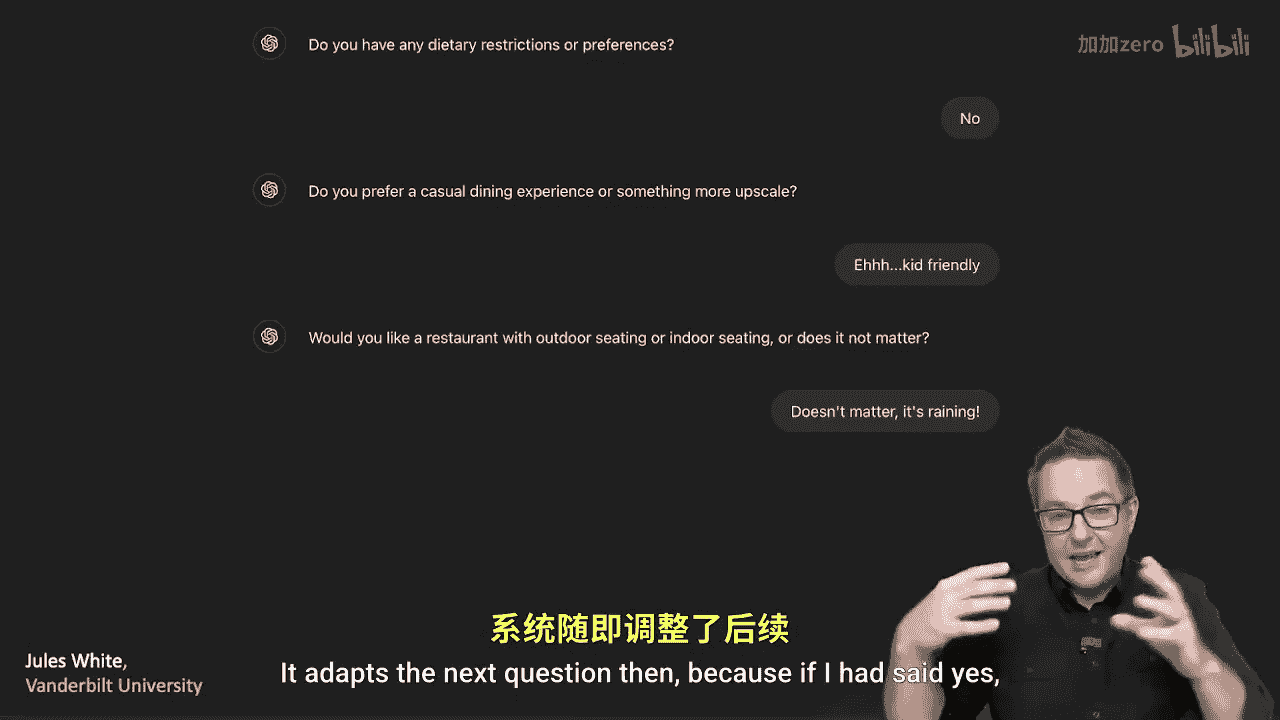 Do you have any dietary restrictions or preferences?
加加zero bilibili
No
Do you prefer a casual dining experience or something more upscale?
Ehhh...kid friendly
Would you like a restaurant with outdoor seating or indoor seating, or does it not matter?
Doesn't matter, it's raining!
系统随即调整了后续
It adapts the next question then, because if I had said yes,
Jules White,
Vanderbilt University